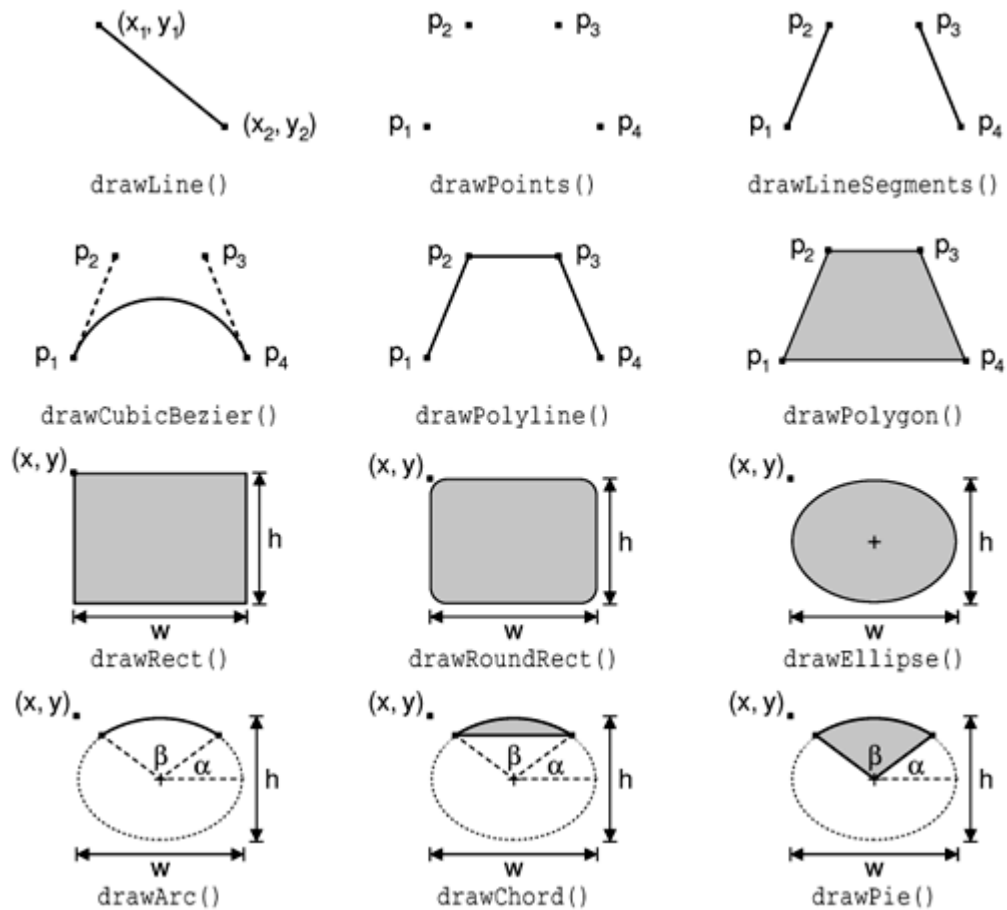 (x1, y1)
(x2, y2)
drawLine()
p2 p3
p1 p4
drawPoints()
p2 p3
p1 p4
drawLineSegments()
p2 p3
p1 p4
drawCubicBezier()
p2 p3
p1 p4
drawPolyline()
p2 p3
p1 p4
drawPolygon()
(x, y)
h
w
drawRect()
(x, y)
h
w
drawRoundRect()
(x, y)
h
w
drawEllipse()
(x, y)
β
α
h
w
drawArc()
(x, y)
β
α
h
w
drawChord()
(x, y)
β
α
h
w
drawPie()